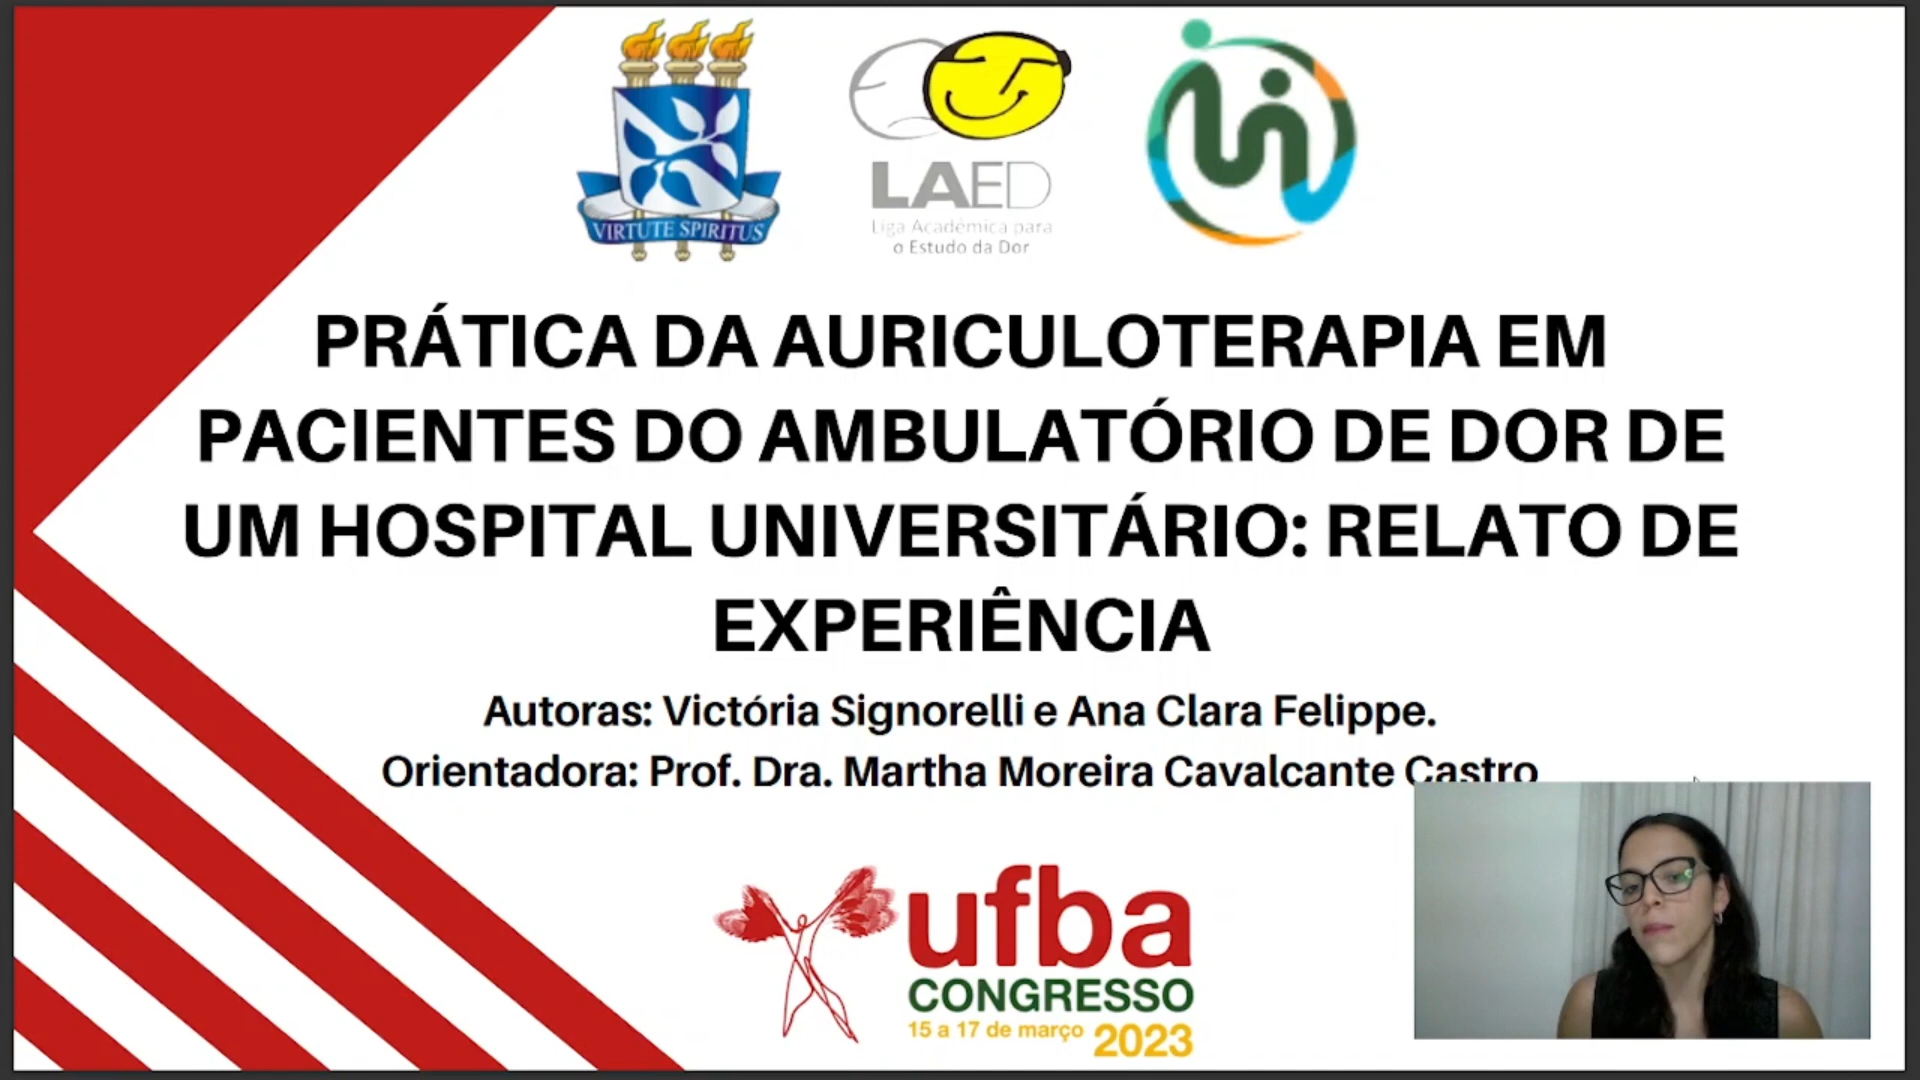 VIRTUTE SPIRITUS
LAED
Liga Acadêmica para
o Estudo da Dor
PRÁTICA DA AURICULOTERAPIA EM
PACIENTES DO AMBULATÓRIO DE DOR DE
UM HOSPITAL UNIVERSITÁRIO: RELATO DE
EXPERIÊNCIA
Autoras: Victória Signorelli e Ana Clara Felippe.
Orientadora: Prof. Dra. Martha Moreira Cavalcante Castro
ufba
CONGRESSO
15 a 17 de março 2023